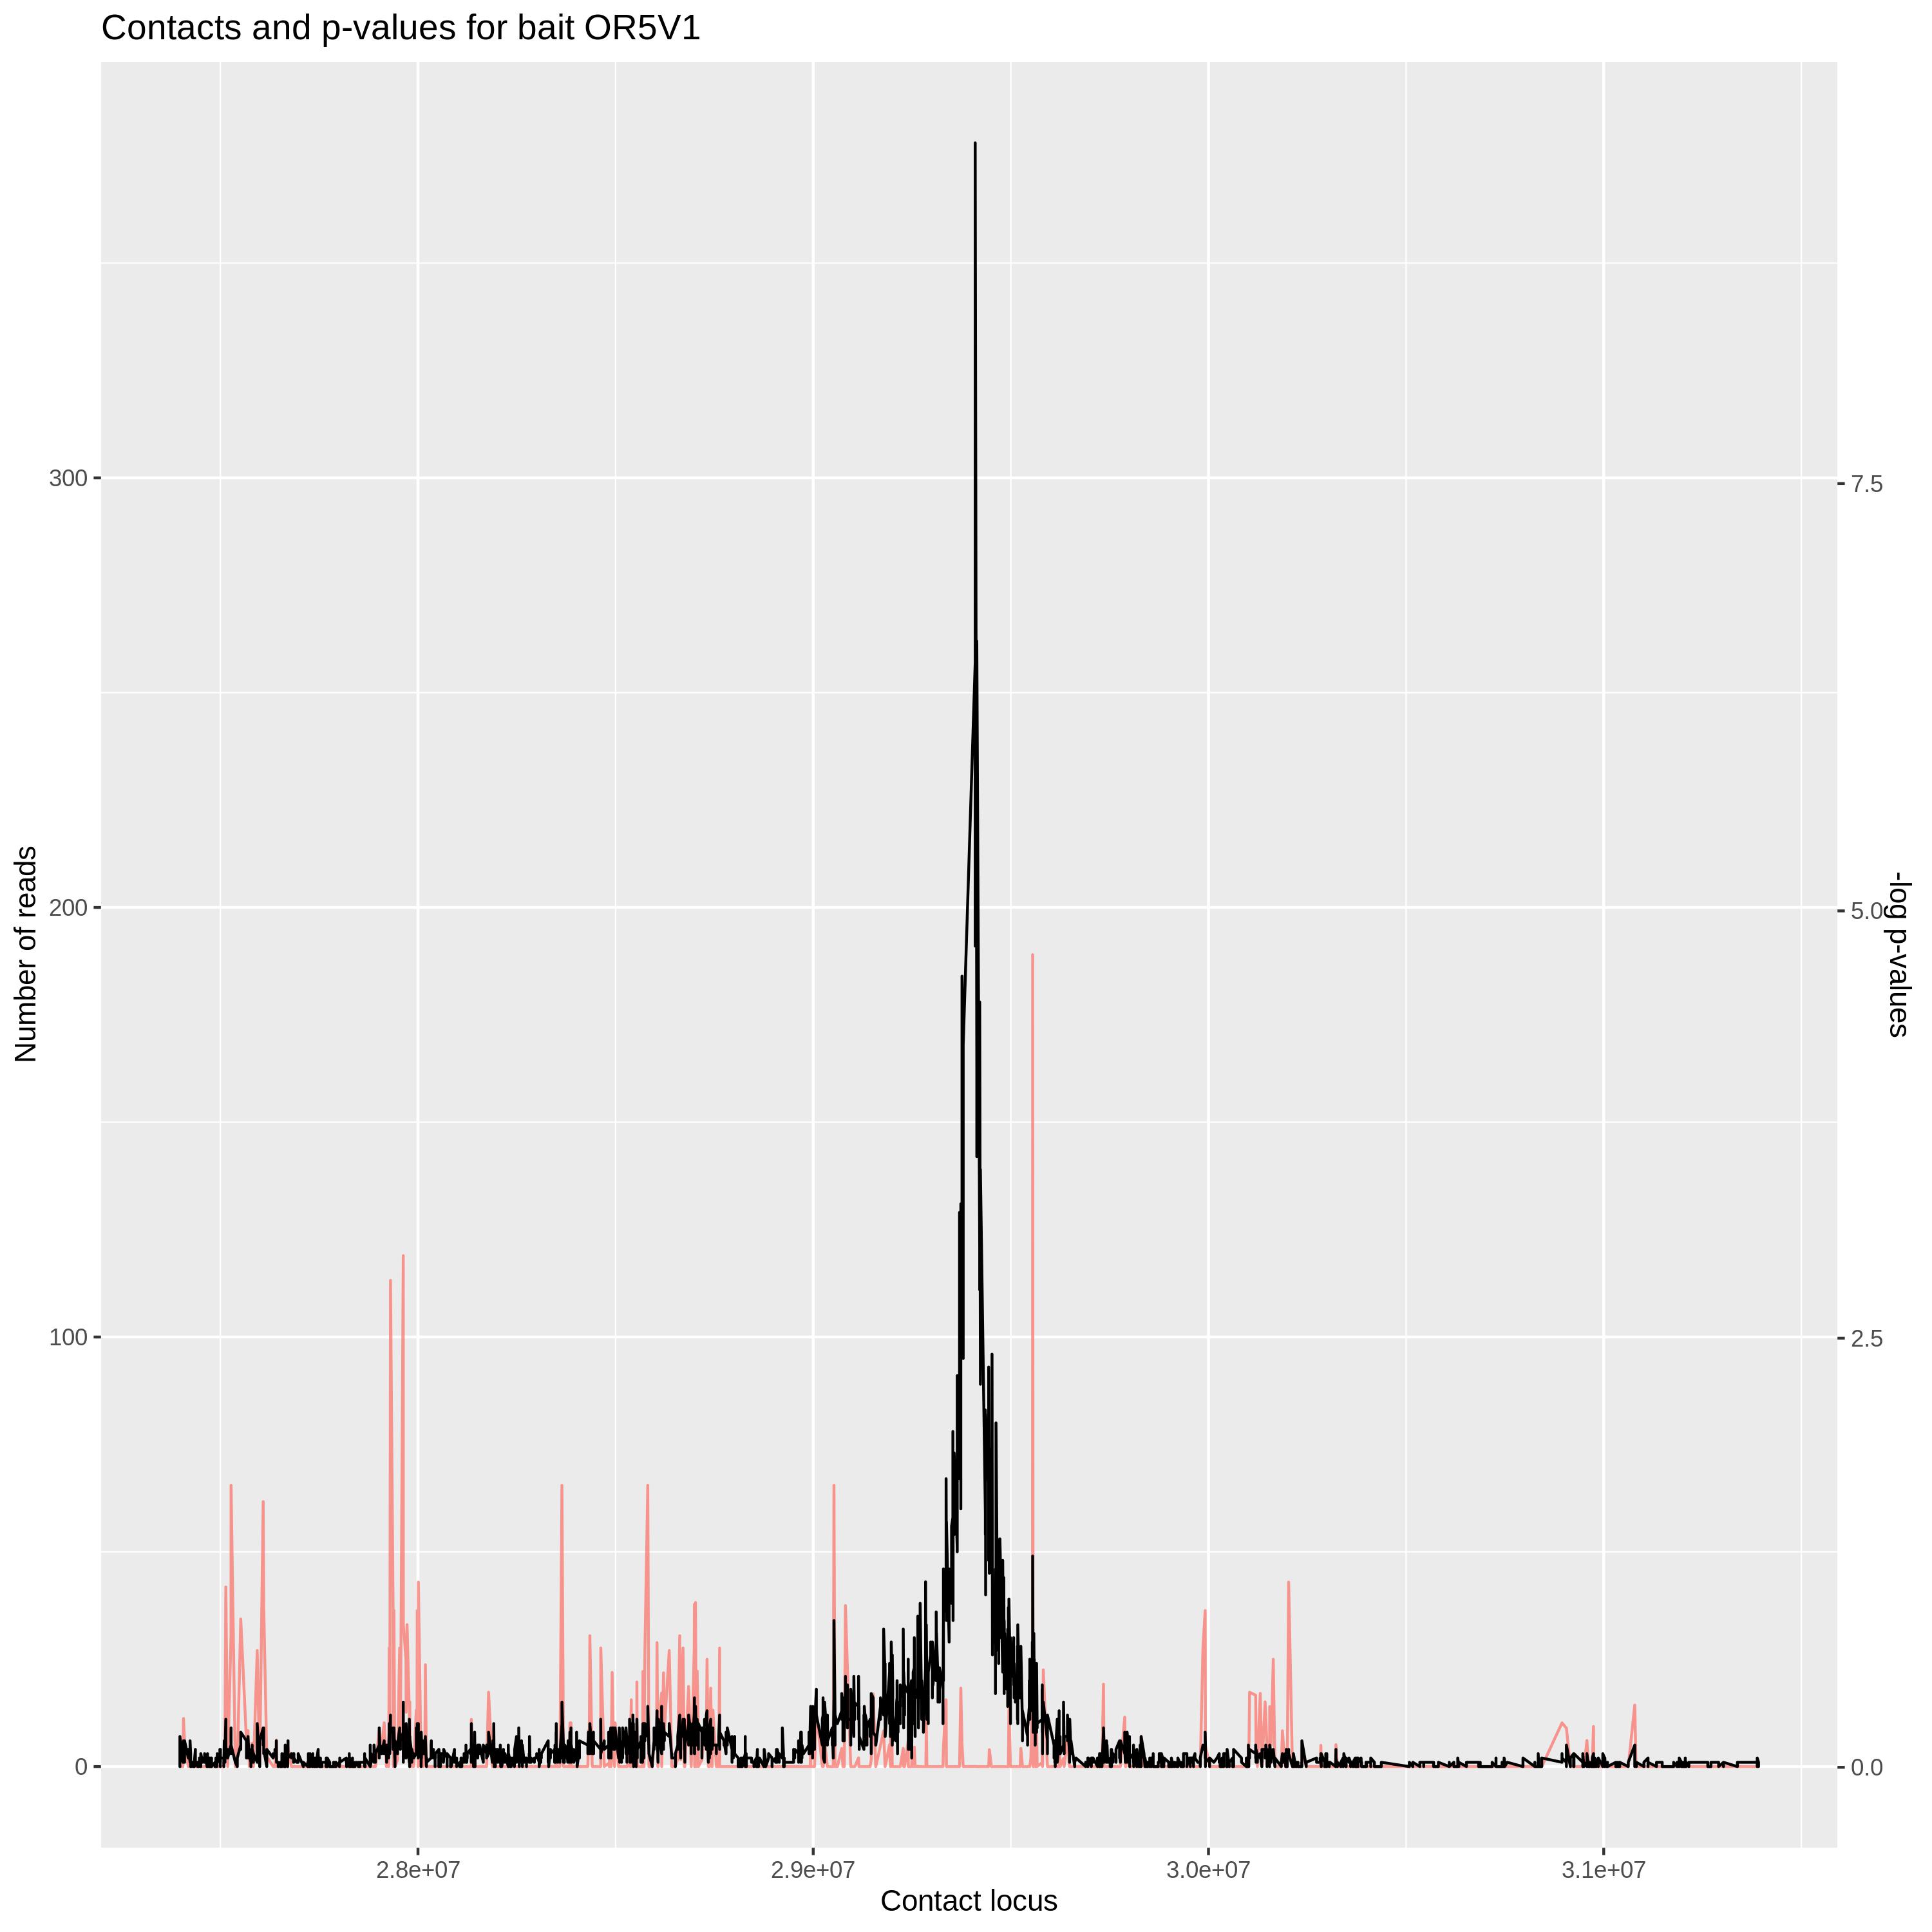 Contacts and p-values for bait OR5V1
Number of reads
300
200
100
0
7.5
5.0
2.5
0.0
-log p-values
2.8e+07
2.9e+07
3.0e+07
3.1e+07
Contact locus